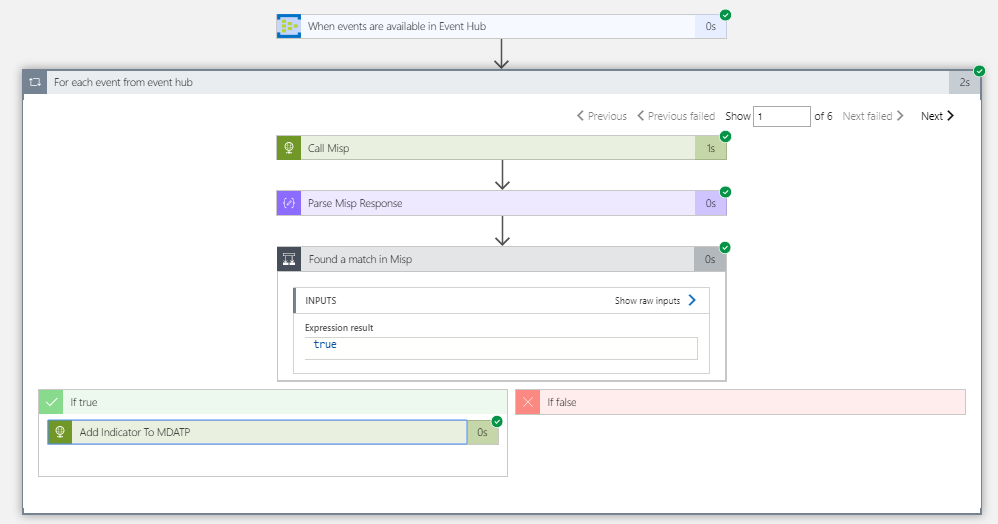 When events are available in Event Hub 0s
For each event from event hub 2s
Previous Previous failed Show 1 of 6 Next failed Next
Call Misp 1s
Parse Misp Response 0s
Found a match in Misp 0s
INPUTS Show raw inputs
Expression result
true
If true
If false
Add Indicator To MDATP 0s